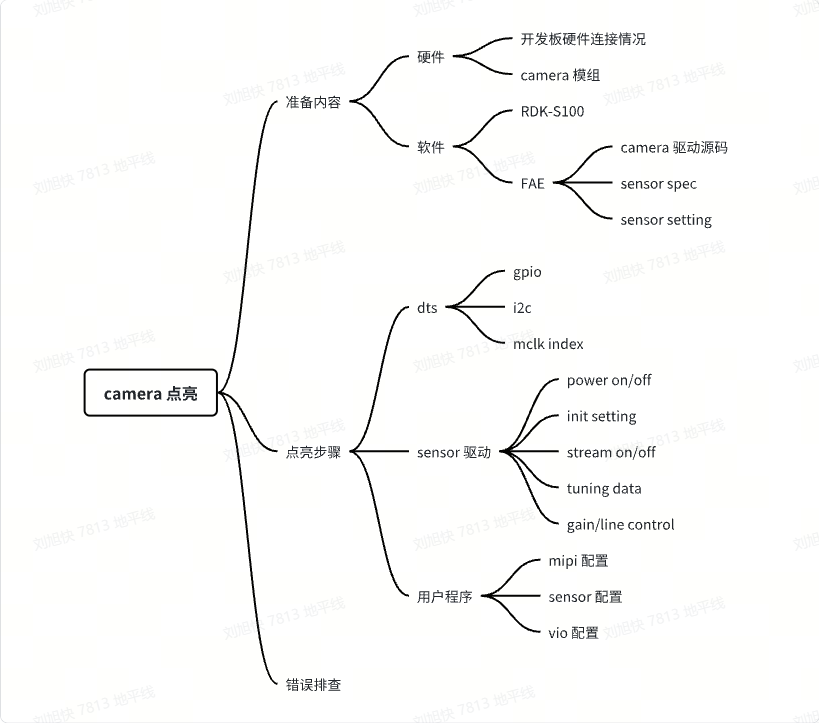 开发板硬件连接情况
硬件
camera 模组
准备内容
RDK-S100
软件
camera 驱动源码
FAE
sensor spec
sensor setting
gpio
dts
i2c
mclk index
camera 点亮
power on/off
init setting
点亮步骤
sensor 驱动
stream on/off
tuning data
gain/line control
mipi 配置
用户程序
sensor 配置
vio 配置
错误排查
刘旭快 7813 地平线